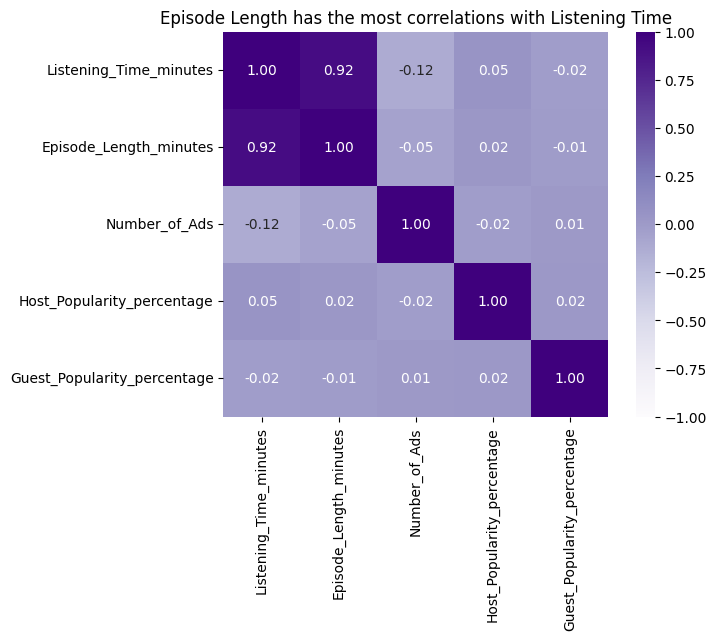 Episode Length has the most correlations with Listening Time
Listening_Time_minutes 1.00 0.92 -0.12 0.05 -0.02
Episode_Length_minutes 0.92 1.00 -0.05 0.02 -0.01
Number_of_Ads -0.12 -0.05 1.00 -0.02 0.01
Host_Popularity_percentage 0.05 0.02 -0.02 1.00 0.02
Guest_Popularity_percentage -0.02 -0.01 0.01 0.02 1.00
Listening_Time_minutes
Episode_Length_minutes
Number_of_Ads
Host_Popularity_percentage
Guest_Popularity_percentage
1.00
0.75
0.50
0.25
0.00
−0.25
−0.50
−0.75
−1.00